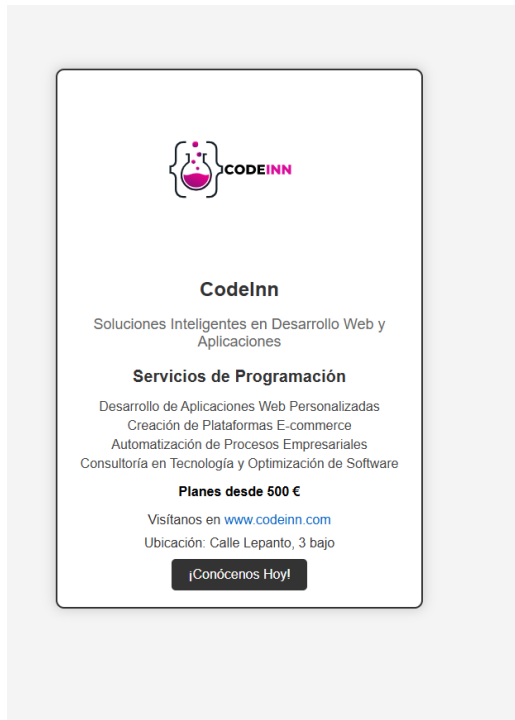 CODEINN
CodeInn
Soluciones Inteligentes en Desarrollo Web y
Aplicaciones
Servicios de Programación
Desarrollo de Aplicaciones Web Personalizadas
Creación de Plataformas E-commerce
Automatización de Procesos Empresariales
Consultoría en Tecnología y Optimización de Software
Planes desde 500 €
Visítanos en www.codeinn.com
Ubicación: Calle Lepanto, 3 bajo
¡Conócenos Hoy!